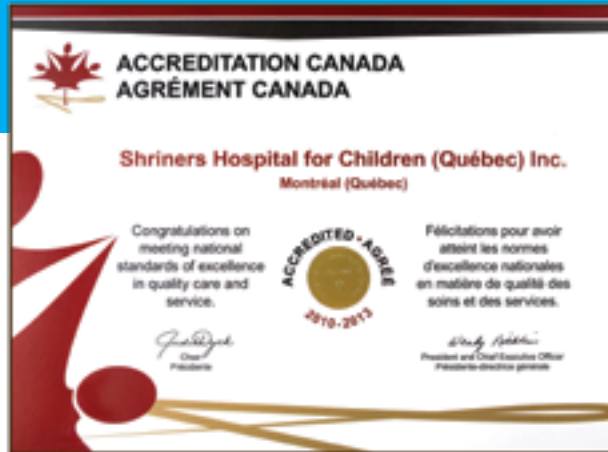 ACCREDITATION CANADA
AGRÉMENT CANADA
Shriners Hospital for Children (Québec) Inc.
Montréal (Québec)
Congratulations on
meeting national
standards of excellence
in quality care and
service.
ACCREDITED • AGRÉÉ
2010-2013
Félicitations pour avoir
atteint les normes
d'excellence nationales
en matière de qualité des
soins et des services.
Chair
Présidente
President and Chief Executive Officer
Présidente-directrice générale